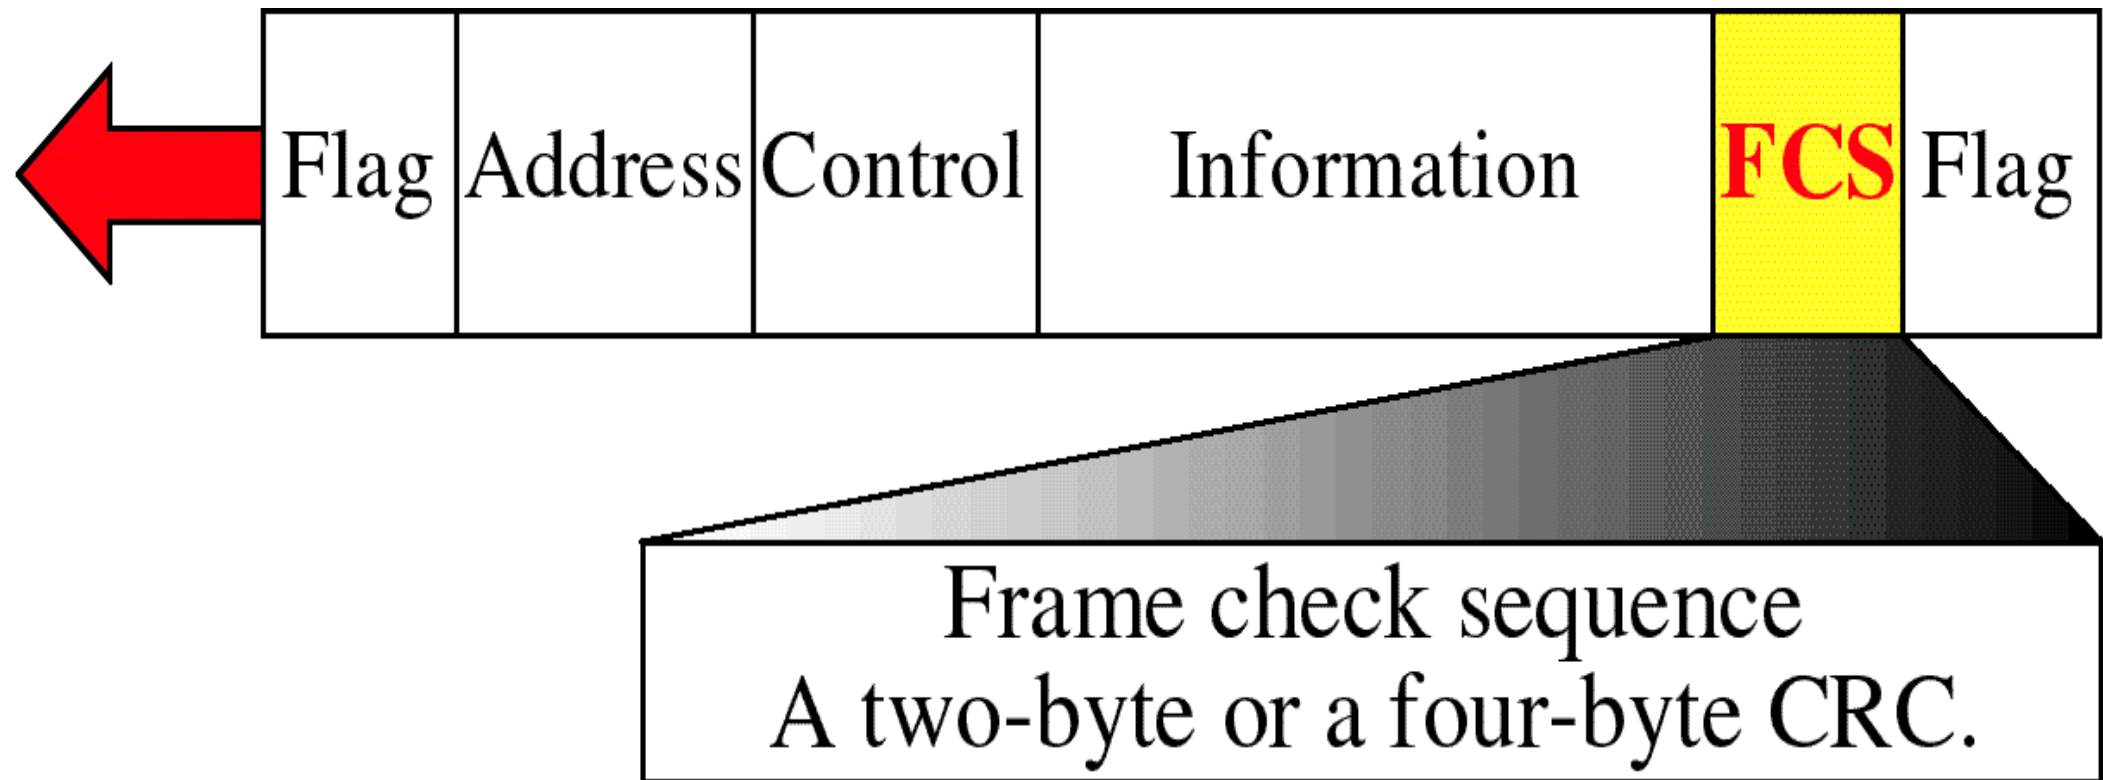 Flag Address Control Information FCS Flag
Frame check sequence
A two-byte or a four-byte CRC.